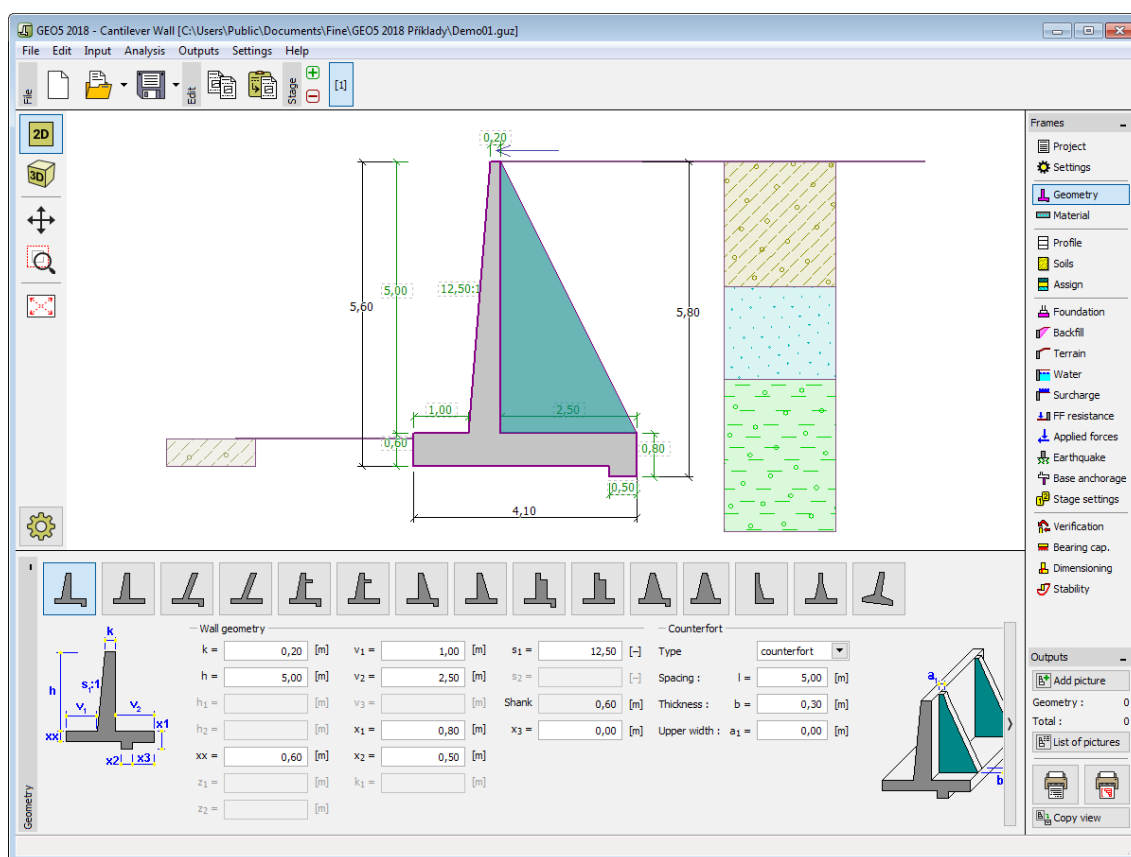 GEO5 2018 - Cantilever Wall [C:\Users\Public\Documents\Fine\GEO5 2018 Příklady\Demo01.guz]
File Edit Input Analysis Outputs Settings Help
File Edit Stage [1]
2D
3D
0,20
5,00
12,50:1
5,60
5,80
1,00
2,50
0,60
0,80
0,50
4,10
Frames
Project
Settings
Geometry
Material
Profile
Soils
Assign
Foundation
Backfill
Terrain
Water
Surcharge
FF resistance
Applied forces
Earthquake
Base anchorage
Stage settings
Verification
Bearing cap.
Dimensioning
Stability
Outputs
Add picture
Geometry : 0
Total : 0
List of pictures
Copy view
Geometry
k
h
s₁:1
v₁ v₂
xx x1
x2 x3
Wall geometry
k = 0,20 [m] v₁ = 1,00 [m] s₁ = 12,50 [–]
h = 5,00 [m] v₂ = 2,50 [m] s₂ = [–]
h₁ = [m] v₃ = [m] Shank 0,60 [m]
h₂ = [m] x₁ = 0,80 [m] x₃ = 0,00 [m]
xx = 0,60 [m] x₂ = 0,50 [m]
z₁ = [m] k₁ = [m]
z₂ = [m]
Counterfort
Type counterfort
Spacing : l = 5,00 [m]
Thickness : b = 0,30 [m]
Upper width : a₁ = 0,00 [m]
a₁
b